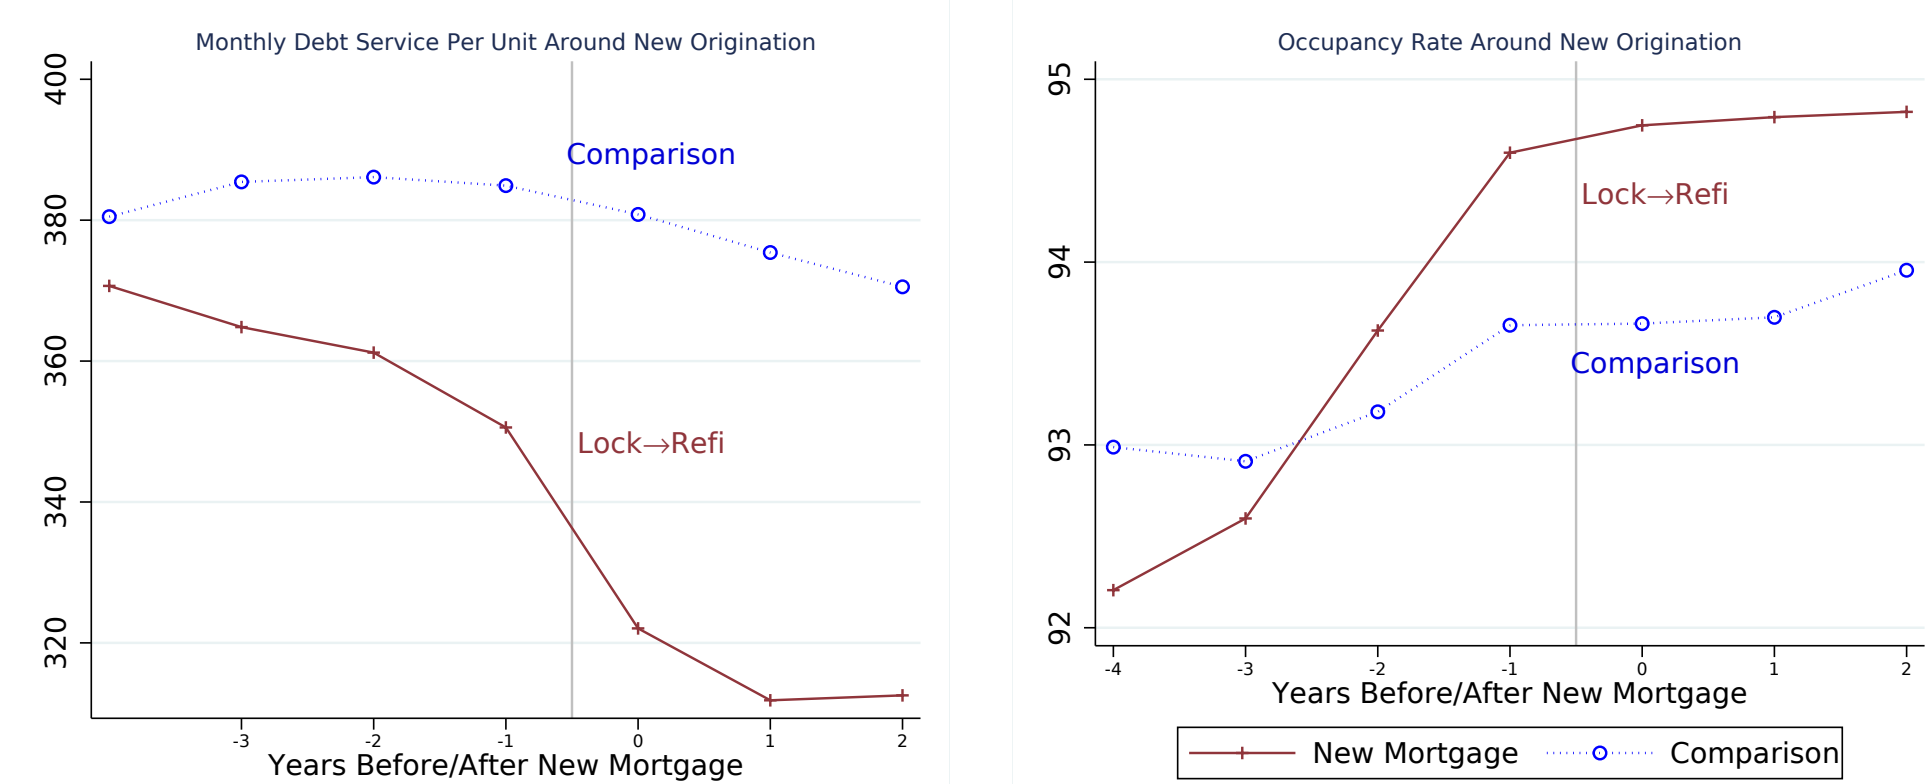 Monthly Debt Service Per Unit Around New Origination
400
380
360
340
320
Comparison
Lock→Refi
-3 -2 -1 0 1 2
Years Before/After New Mortgage
Occupancy Rate Around New Origination
95
94
93
92
Lock→Refi
Comparison
-4 -3 -2 -1 0 1 2
Years Before/After New Mortgage
New Mortgage Comparison